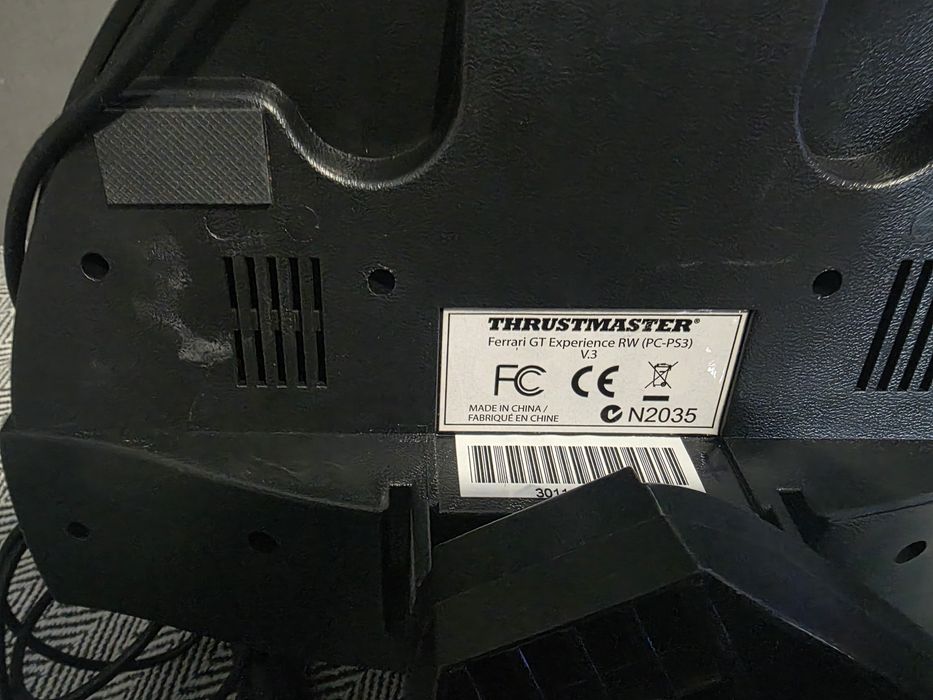 THRUSTMASTER®
Ferrari GT Experience RW (PC-PS3)
V.3
FC CE
MADE IN CHINA /
FABRIQUÉ EN CHINE
N2035